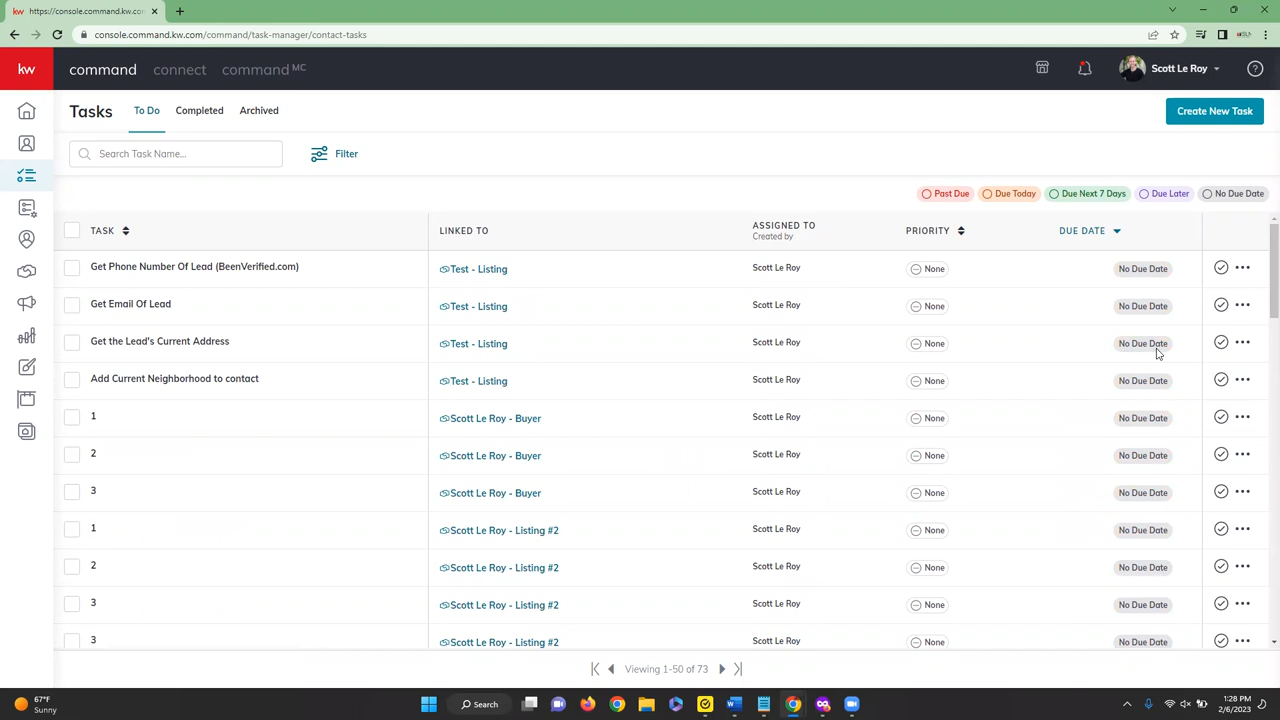 https://console.command.kw.com
console.command.kw.com/command/task-manager/contact-tasks
kw command connect command MC Scott Le Roy
Tasks To Do Completed Archived Create New Task
Search Task Name... Filter
Past Due Due Today Due Next 7 Days Due Later No Due Date
TASK LINKED TO ASSIGNED TO Created by PRIORITY DUE DATE
Get Phone Number Of Lead (BeenVerified.com) Test - Listing Scott Le Roy None No Due Date
Get Email Of Lead Test - Listing Scott Le Roy None No Due Date
Get the Lead's Current Address Test - Listing Scott Le Roy None No Due Date
Add Current Neighborhood to contact Test - Listing Scott Le Roy None No Due Date
1 Scott Le Roy - Buyer Scott Le Roy None No Due Date
2 Scott Le Roy - Buyer Scott Le Roy None No Due Date
3 Scott Le Roy - Buyer Scott Le Roy None No Due Date
1 Scott Le Roy - Listing #2 Scott Le Roy None No Due Date
2 Scott Le Roy - Listing #2 Scott Le Roy None No Due Date
3 Scott Le Roy - Listing #2 Scott Le Roy None No Due Date
3 Scott Le Roy - Listing #2 Scott Le Roy None No Due Date
Viewing 1-50 of 73
67°F
Sunny
Search
1:28 PM
2/6/2023